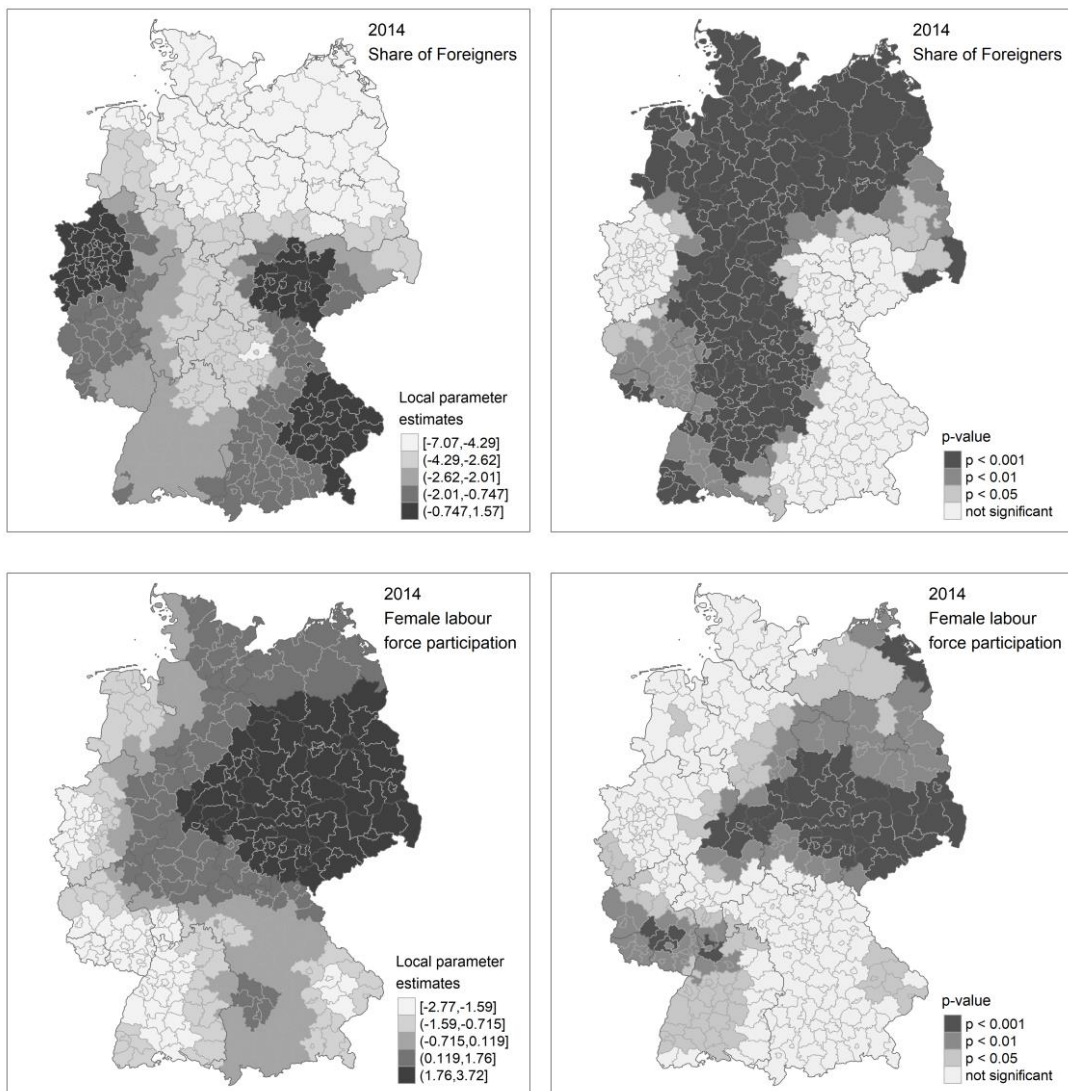 2014
Share of Foreigners
Local parameter
estimates
[-7.07,-4.29]
(-4.29,-2.62]
(-2.62,-2.01]
(-2.01,-0.747]
(-0.747,1.57]
2014
Share of Foreigners
p-value
p < 0.001
p < 0.01
p < 0.05
not significant
2014
Female labour
force participation
Local parameter
estimates
[-2.77,-1.59]
(-1.59,-0.715]
(-0.715,0.119]
(0.119,1.76]
(1.76,3.72]
2014
Female labour
force participation
p-value
p < 0.001
p < 0.01
p < 0.05
not significant